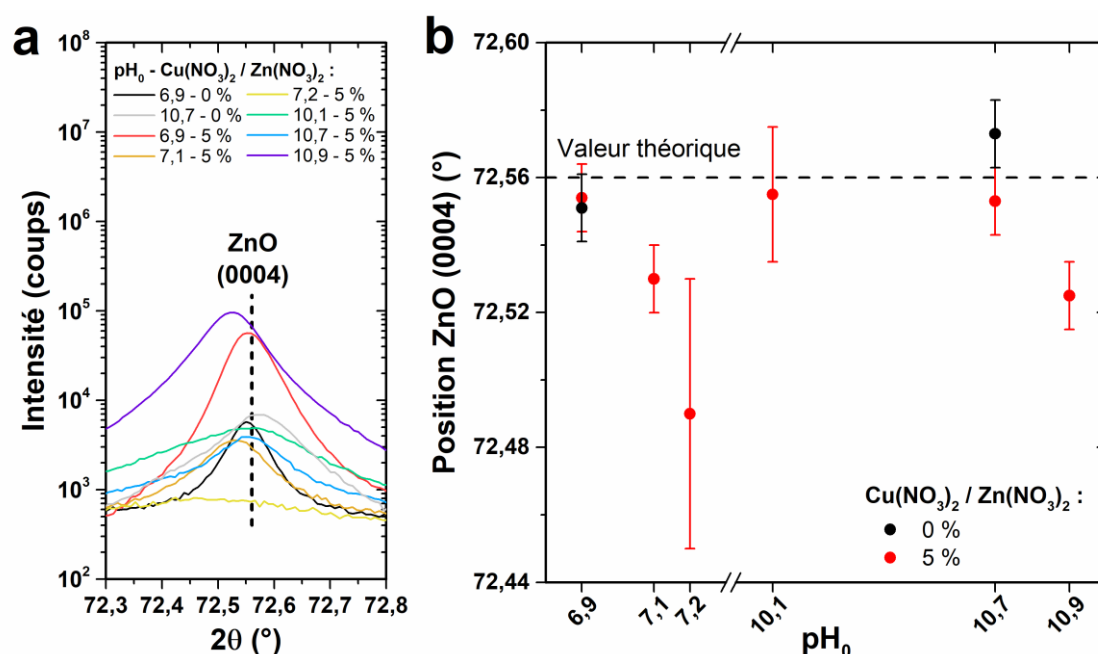 a
10⁸
10⁷
10⁶
10⁵
10⁴
10³
10²
Intensité (coups)
pH₀ - Cu(NO₃)₂ / Zn(NO₃)₂ :
6,9 - 0 % 7,2 - 5 %
10,7 - 0 % 10,1 - 5 %
6,9 - 5 % 10,7 - 5 %
7,1 - 5 % 10,9 - 5 %
ZnO
(0004)
72,3 72,4 72,5 72,6 72,7 72,8
2θ (°)
b
72,60
72,56
72,52
72,48
72,44
Position ZnO (0004) (°)
Valeur théorique
Cu(NO₃)₂ / Zn(NO₃)₂ :
0 %
5 %
6,9 7,1 7,2 10,1 10,7 10,9
pH₀